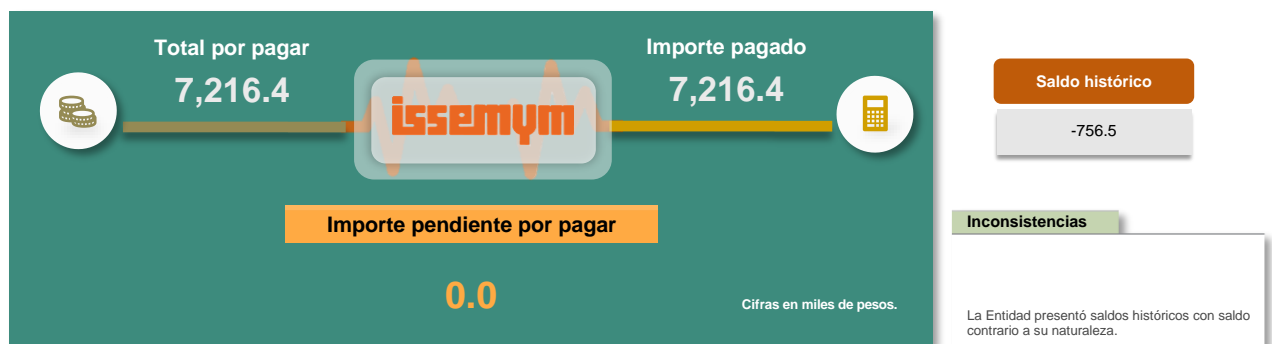 Total por pagar
7,216.4
issemym
Importe pagado
7,216.4
Importe pendiente por pagar
0.0
Cifras en miles de pesos.
Saldo histórico
-756.5
Inconsistencias
La Entidad presentó saldos históricos con saldo
contrario a su naturaleza.